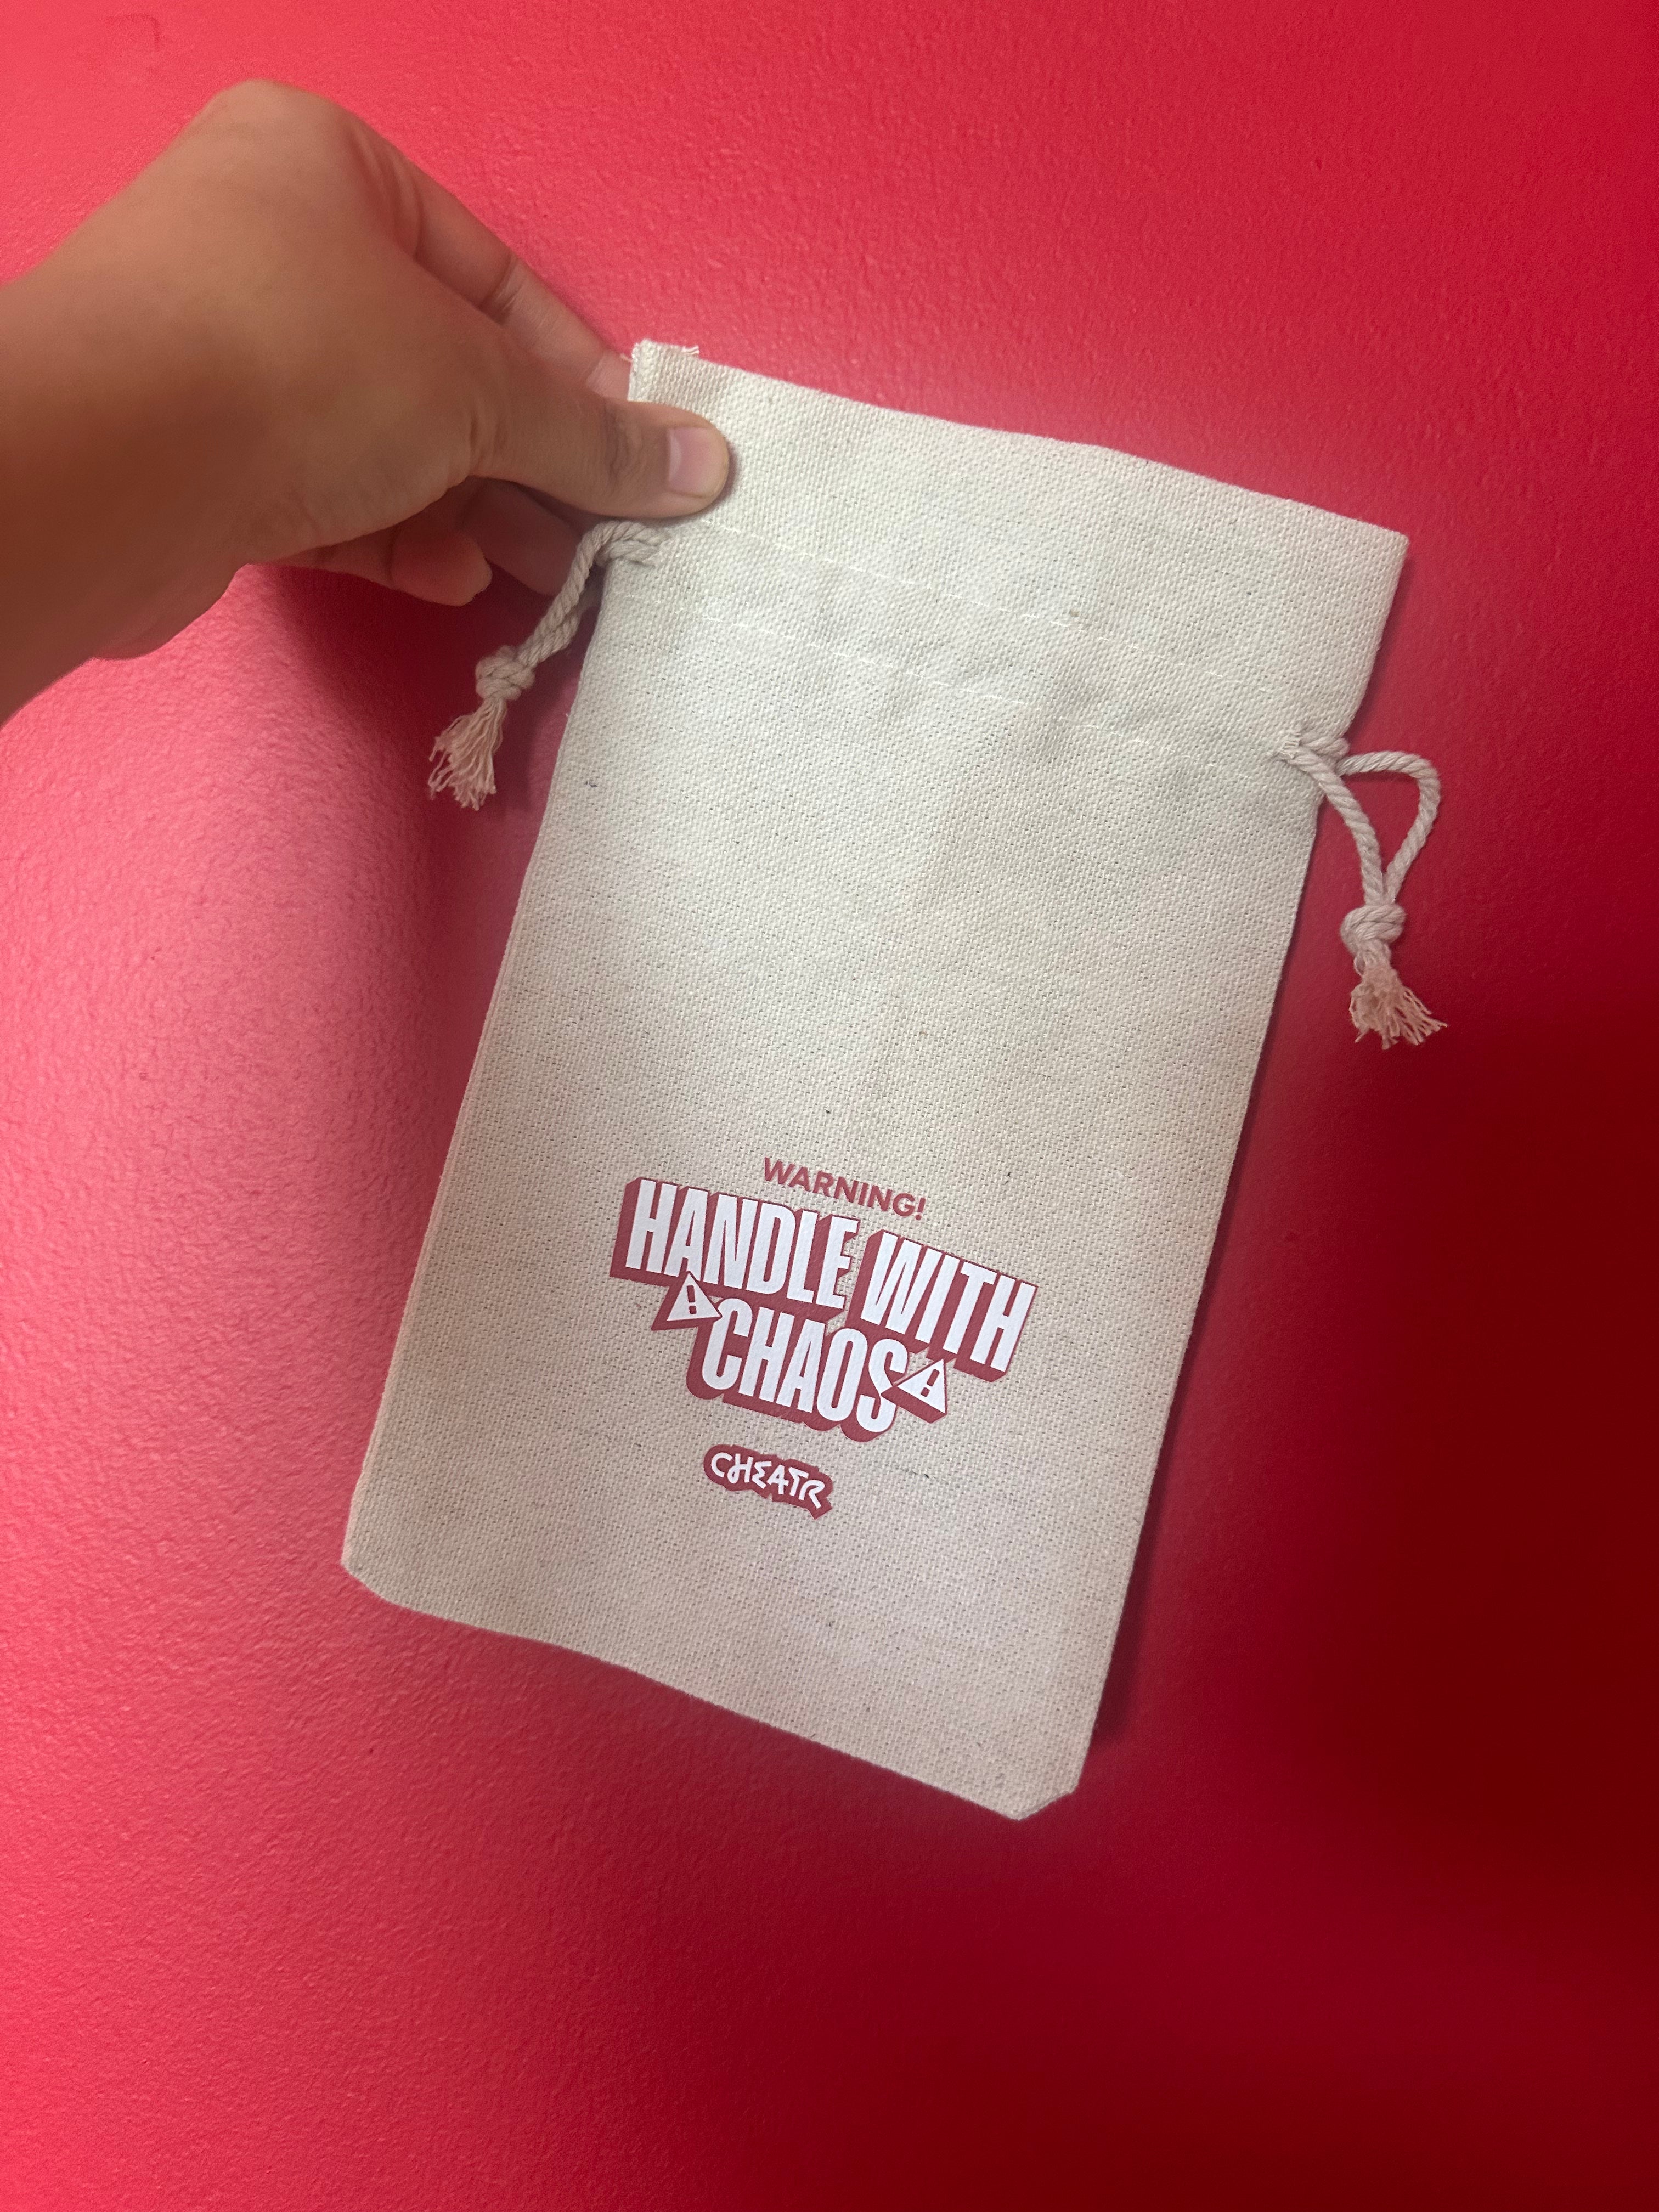 WARNING!
HANDLE WITH
CHAOS
CHEATR